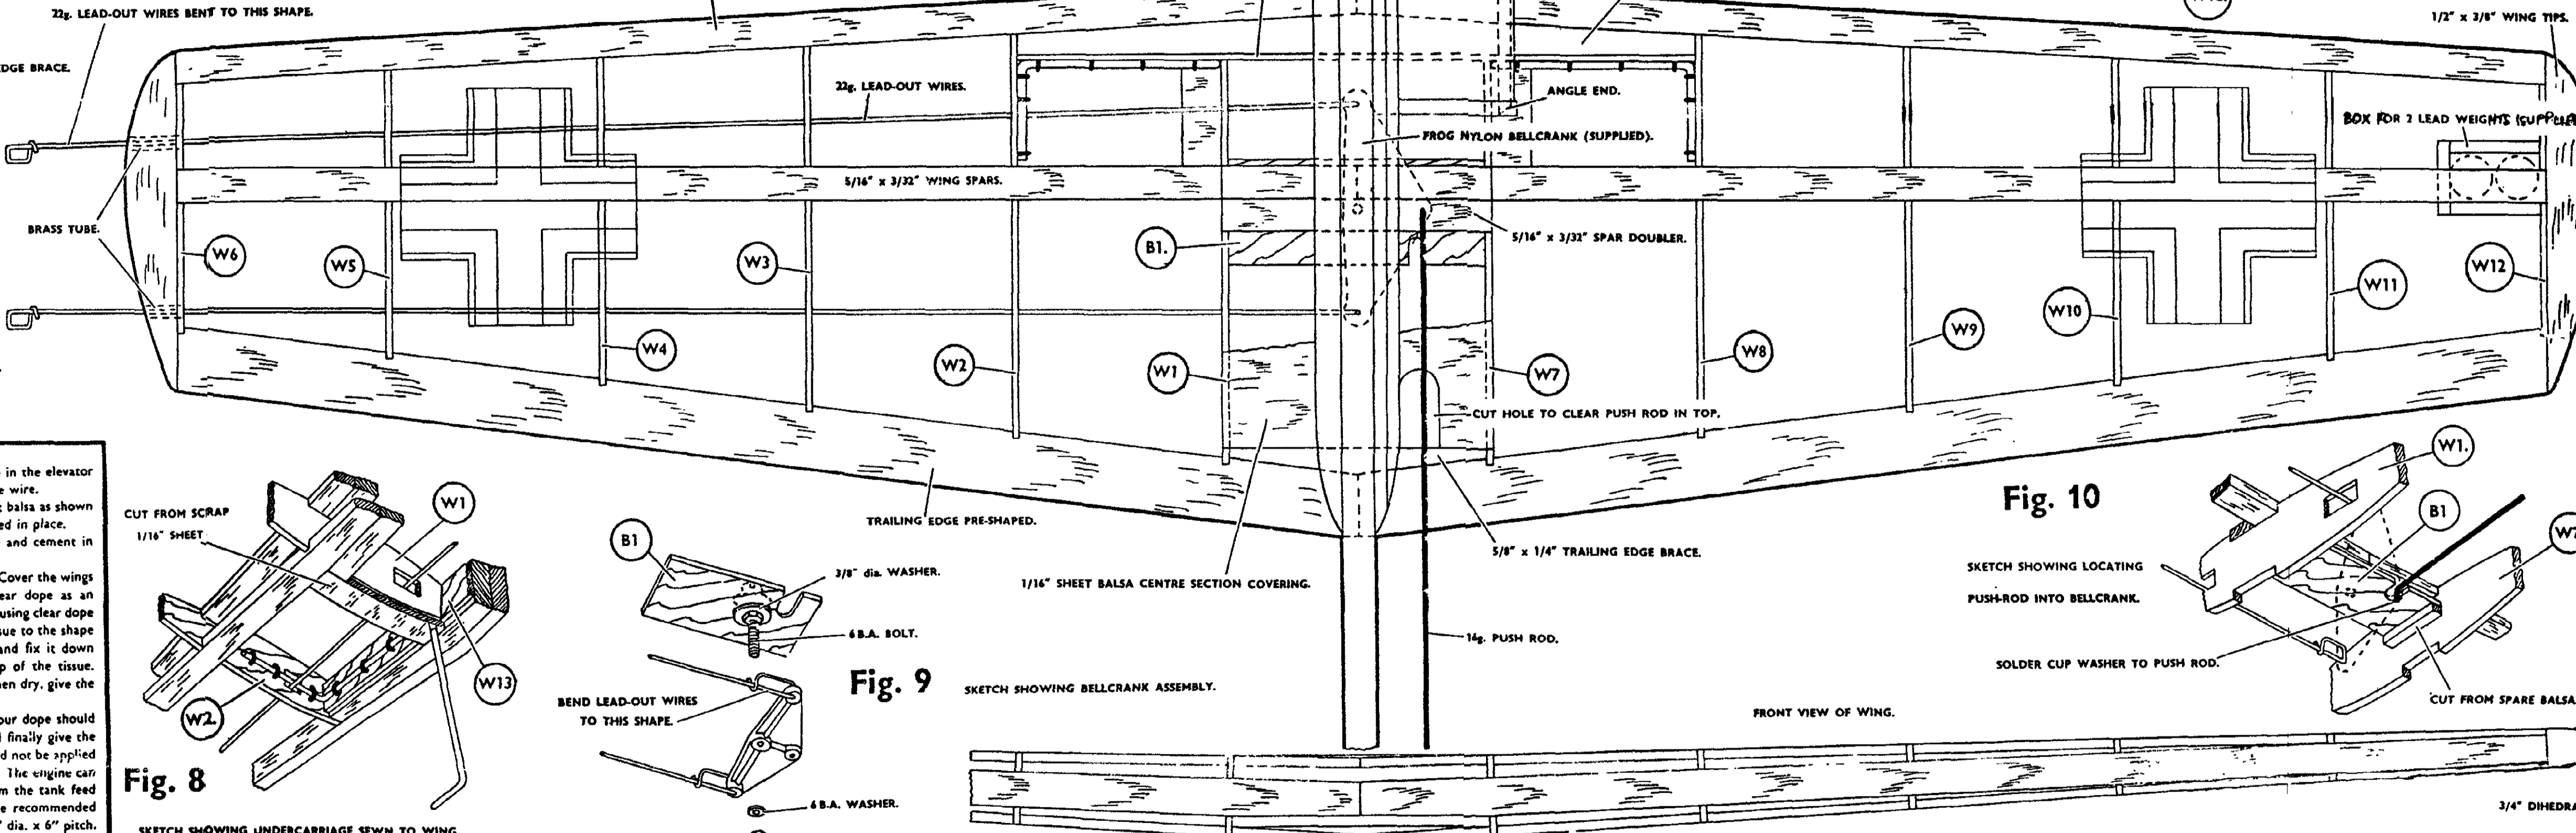 22g. LEAD-OUT WIRES BENT TO THIS SHAPE.
1/2" x 3/8" WING TIPS.
EDGE BRACE.
22g. LEAD-OUT WIRES.
ANGLE END.
BOX FOR 2 LEAD WEIGHTS (SUPPLIED
FROG NYLON BELLCRANK (SUPPLIED).
5/16" x 3/32" WING SPARS.
BRASS TUBE.
W6
W5
W3
B1.
5/16" x 3/32" SPAR DOUBLER.
W12
W11
W10
W9
W4
W2
W1
W7
W8
CUT HOLE TO CLEAR PUSH ROD IN TOP.
TRAILING EDGE PRE-SHAPED.
5/8" x 1/4" TRAILING EDGE BRACE.
1/16" SHEET BALSA CENTRE SECTION COVERING.
16g. PUSH ROD.
in the elevator
wire.
balsa as shown
ed in place.
and cement in
Cover the wings
ear dope as an
using clear dope
sue to the shape
and fix it down
p of the tissue.
hen dry, give the
our dope should
finally give the
d not be applied
The engine can
m the tank feed
e recommended
" dia. x 6" pitch.
CUT FROM SCRAP
1/16" SHEET
W1
W13
W2.
Fig. 8
SKETCH SHOWING UNDERCARRIAGE SEWN TO WING
B1
3/8" dia. WASHER.
6 B.A. BOLT.
Fig. 9
SKETCH SHOWING BELLCRANK ASSEMBLY.
BEND LEAD-OUT WIRES
TO THIS SHAPE.
6 B.A. WASHER.
Fig. 10
W1.
B1
W7
SKETCH SHOWING LOCATING
PUSH-ROD INTO BELLCRANK.
SOLDER CUP WASHER TO PUSH ROD.
CUT FROM SPARE BALSA
FRONT VIEW OF WING.
3/4" DIHEDRA